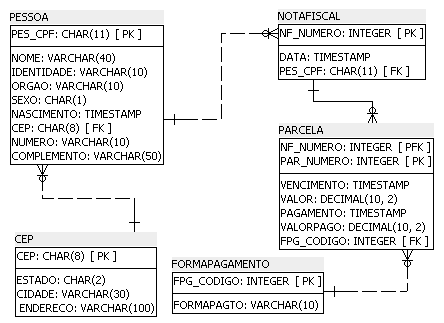 PESSOA
PES_CPF: CHAR(11) [ PK ]
NOME: VARCHAR(40)
IDENTIDADE: VARCHAR(10)
ORGAO: VARCHAR(10)
SEXO: CHAR(1)
NASCIMENTO: TIMESTAMP
CEP: CHAR(8) [ FK ]
NUMERO: VARCHAR(10)
COMPLEMENTO: VARCHAR(50)
NOTAFISCAL
NF_NUMERO: INTEGER [ PK ]
DATA: TIMESTAMP
PES_CPF: CHAR(11) [ FK ]
PARCELA
NF_NUMERO: INTEGER [ PFK ]
PAR_NUMERO: INTEGER [ PK ]
VENCIMENTO: TIMESTAMP
VALOR: DECIMAL(10, 2)
PAGAMENTO: TIMESTAMP
VALORPAGO: DECIMAL(10, 2)
FPG_CODIGO: INTEGER [ FK ]
CEP
CEP: CHAR(8) [ PK ]
ESTADO: CHAR(2)
CIDADE: VARCHAR(30)
ENDERECO: VARCHAR(100)
FORMAPAGAMENTO
FPG_CODIGO: INTEGER [ PK ]
FORMAPAGTO: VARCHAR(10)